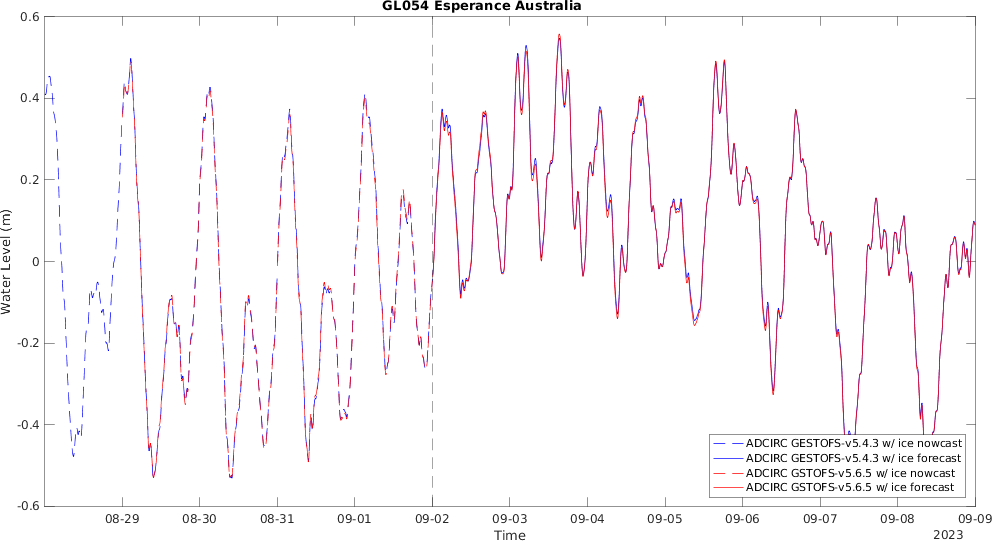 GL054 Esperance Australia
0.6
0.4
0.2
0
-0.2
-0.4
-0.6
Water Level (m)
ADCIRC GESTOFS-v5.4.3 w/ ice nowcast
ADCIRC GESTOFS-v5.4.3 w/ ice forecast
ADCIRC GSTOFS-v5.6.5 w/ ice nowcast
ADCIRC GSTOFS-v5.6.5 w/ ice forecast
08-29 08-30 08-31 09-01 09-02 09-03 09-04 09-05 09-06 09-07 09-08 09-09
Time
2023